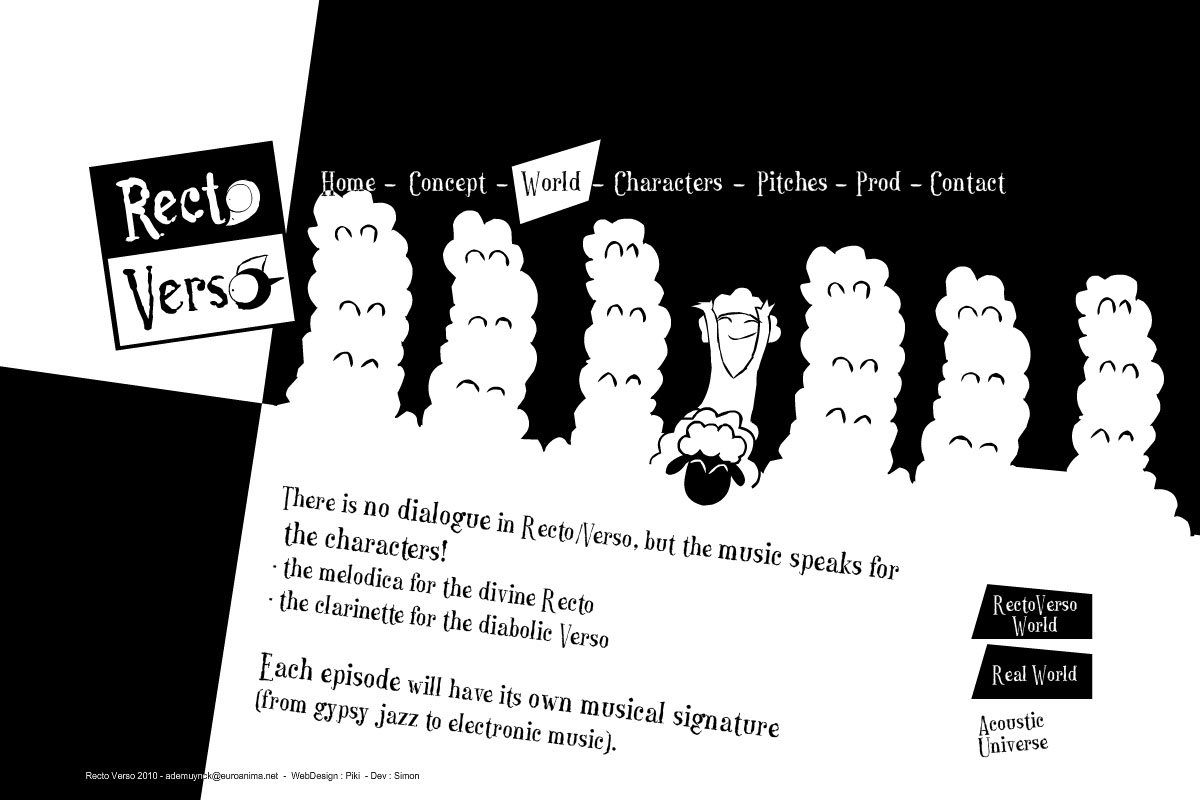 Recto
Verso
Home - Concept - World - Characters - Pitches - Prod - Contact
There is no dialogue in Recto/Verso, but the music speaks for
the characters!
· the melodica for the divine Recto
· the clarinette for the diabolic Verso
Each episode will have its own musical signature
(from gypsy jazz to electronic music).
RectoVerso
World
Real World
Acoustic
Universe
Recto Verso 2010 - ademuynck@euroanima.net - WebDesign : Piki - Dev : Simon